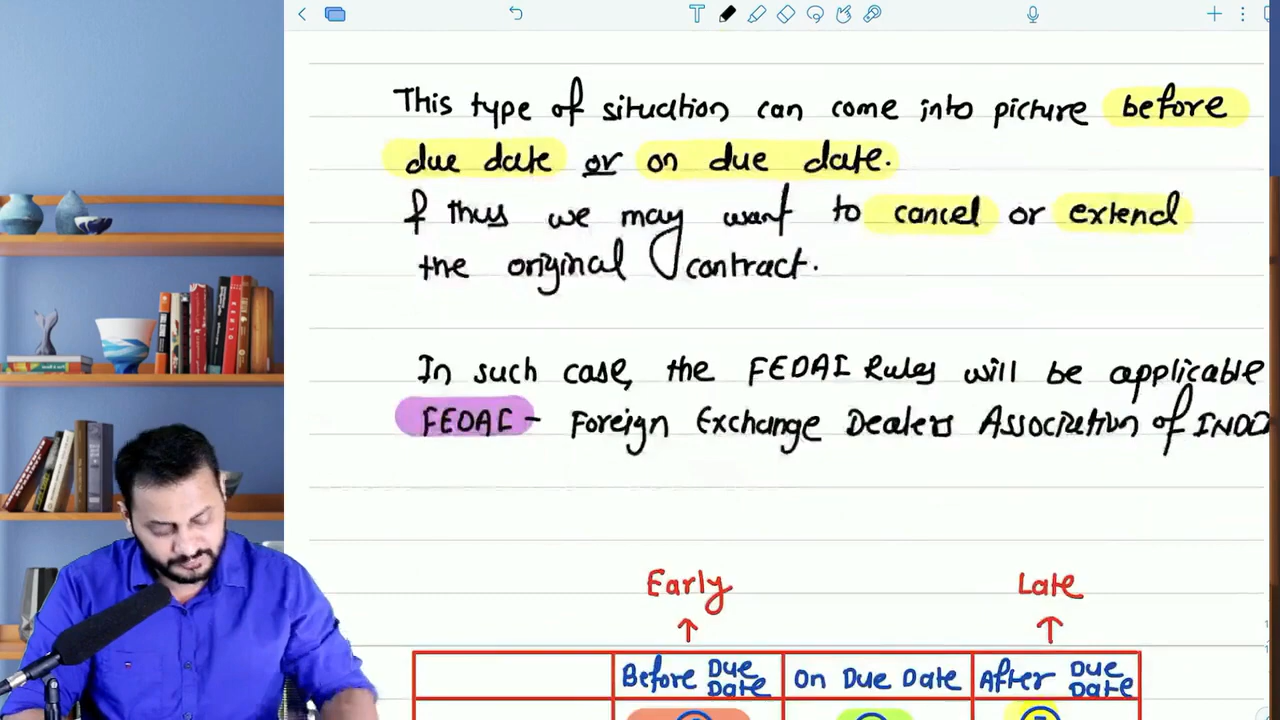 This type of situation can come into picture before
due date or on due date.
& thus we may want to cancel or extend
the original contract.
In such case, the FEDAI Rules will be applicable
FEDAI - Foreign Exchange Dealers Association of INDI
Early
Late
Before Due Date
On Due Date
After Due Date